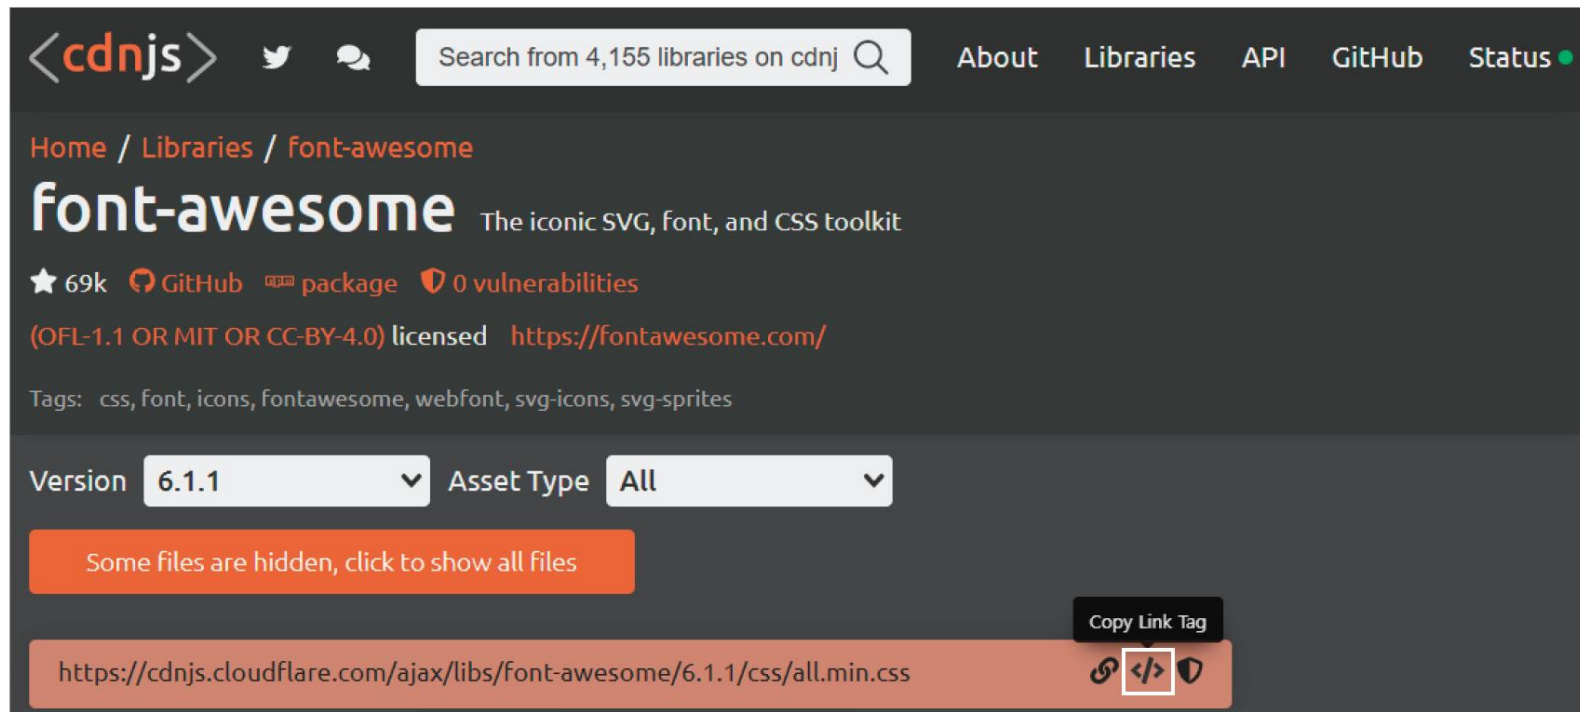 <cdnjs>
Search from 4,155 libraries on cdnj
About Libraries API GitHub Status
Home / Libraries / font-awesome
font-awesome The iconic SVG, font, and CSS toolkit
69k GitHub npm package 0 vulnerabilities
(OFL-1.1 OR MIT OR CC-BY-4.0) licensed https://fontawesome.com/
Tags: css, font, icons, fontawesome, webfont, svg-icons, svg-sprites
Version 6.1.1 Asset Type All
Some files are hidden, click to show all files
Copy Link Tag
https://cdnjs.cloudflare.com/ajax/libs/font-awesome/6.1.1/css/all.min.css </>